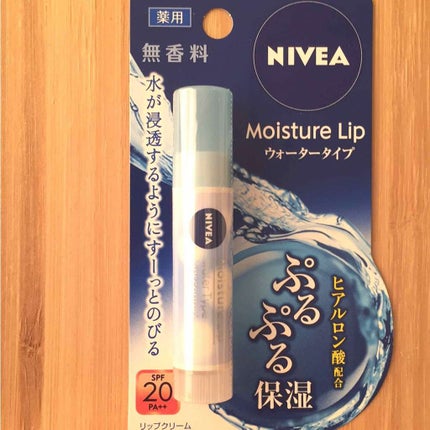 薬用
無香料
NIVEA
Moisture Lip
ウォータータイプ
水が浸透するようにすーっとのびる
NIVEA
Moisture
ヒアルロン酸配合
ぷるぷる
保湿
SPF
20
PA++
リップクリーム